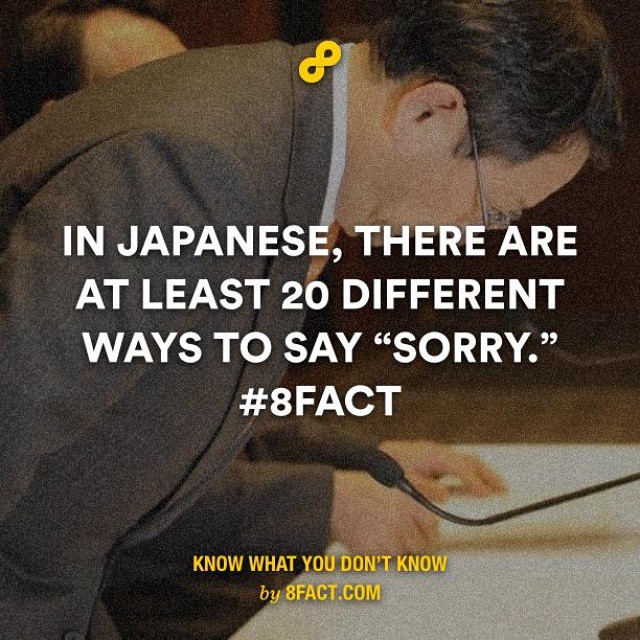 IN JAPANESE, THERE ARE
AT LEAST 20 DIFFERENT
WAYS TO SAY “SORRY.”
#8FACT
KNOW WHAT YOU DON'T KNOW
by 8FACT.COM